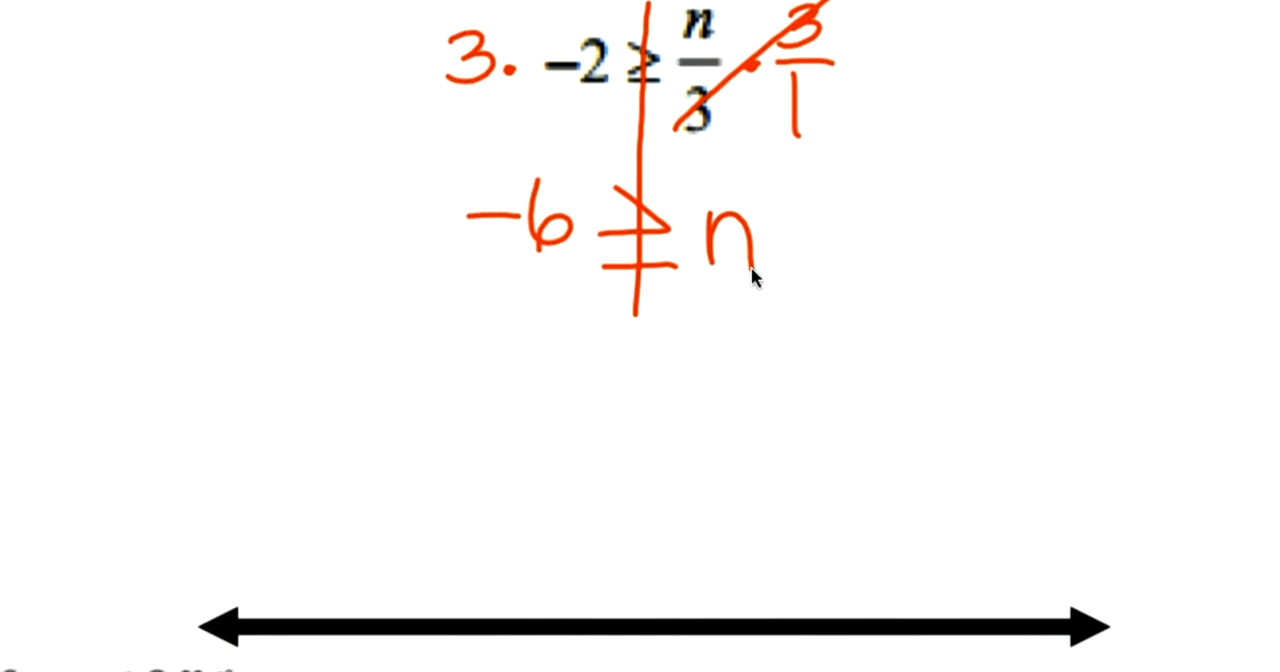 3. −2 ≥ n/3 · 3/1
−6 ≥ n